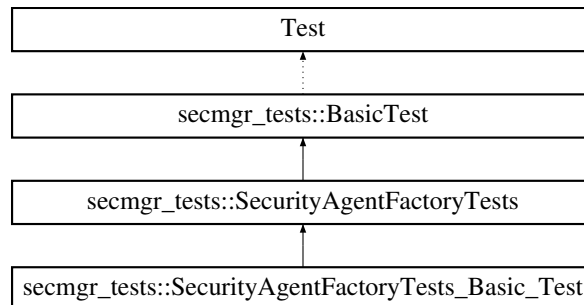 Test
secmgr_tests::BasicTest
secmgr_tests::SecurityAgentFactoryTests
secmgr_tests::SecurityAgentFactoryTests_Basic_Test